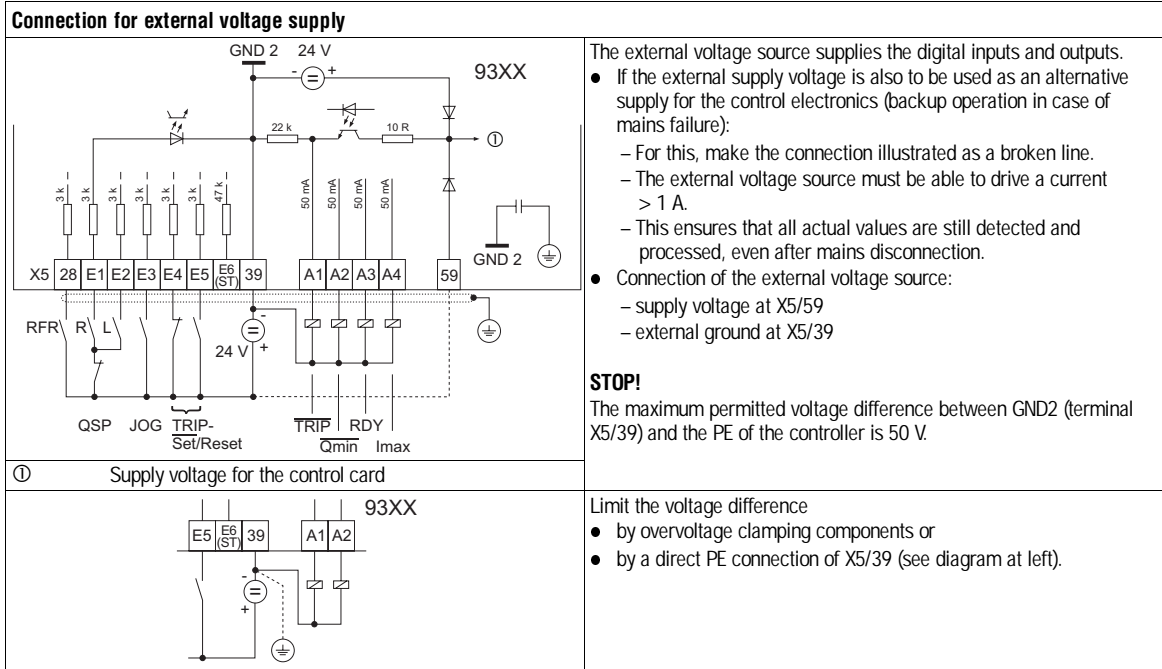 Connection for external voltage supply
GND 2 24 V
- +
93XX
22 k
10 R
①
3 k 3 k 3 k 3 k 3 k 47 k
50 mA 50 mA 50 mA 50 mA
GND 2
X5 28 E1 E2 E3 E4 E5 E6 (ST) 39 A1 A2 A3 A4 59
RFR R L
-
24 V +
QSP JOG TRIP-
Set/Reset
TRIP RDY
Qmin Imax
① Supply voltage for the control card
The external voltage source supplies the digital inputs and outputs.
● If the external supply voltage is also to be used as an alternative
supply for the control electronics (backup operation in case of
mains failure):
– For this, make the connection illustrated as a broken line.
– The external voltage source must be able to drive a current
> 1 A.
– This ensures that all actual values are still detected and
processed, even after mains disconnection.
● Connection of the external voltage source:
– supply voltage at X5/59
– external ground at X5/39
STOP!
The maximum permitted voltage difference between GND2 (terminal
X5/39) and the PE of the controller is 50 V.
93XX
E5 E6 (ST) 39 A1 A2
-
+
Limit the voltage difference
● by overvoltage clamping components or
● by a direct PE connection of X5/39 (see diagram at left).